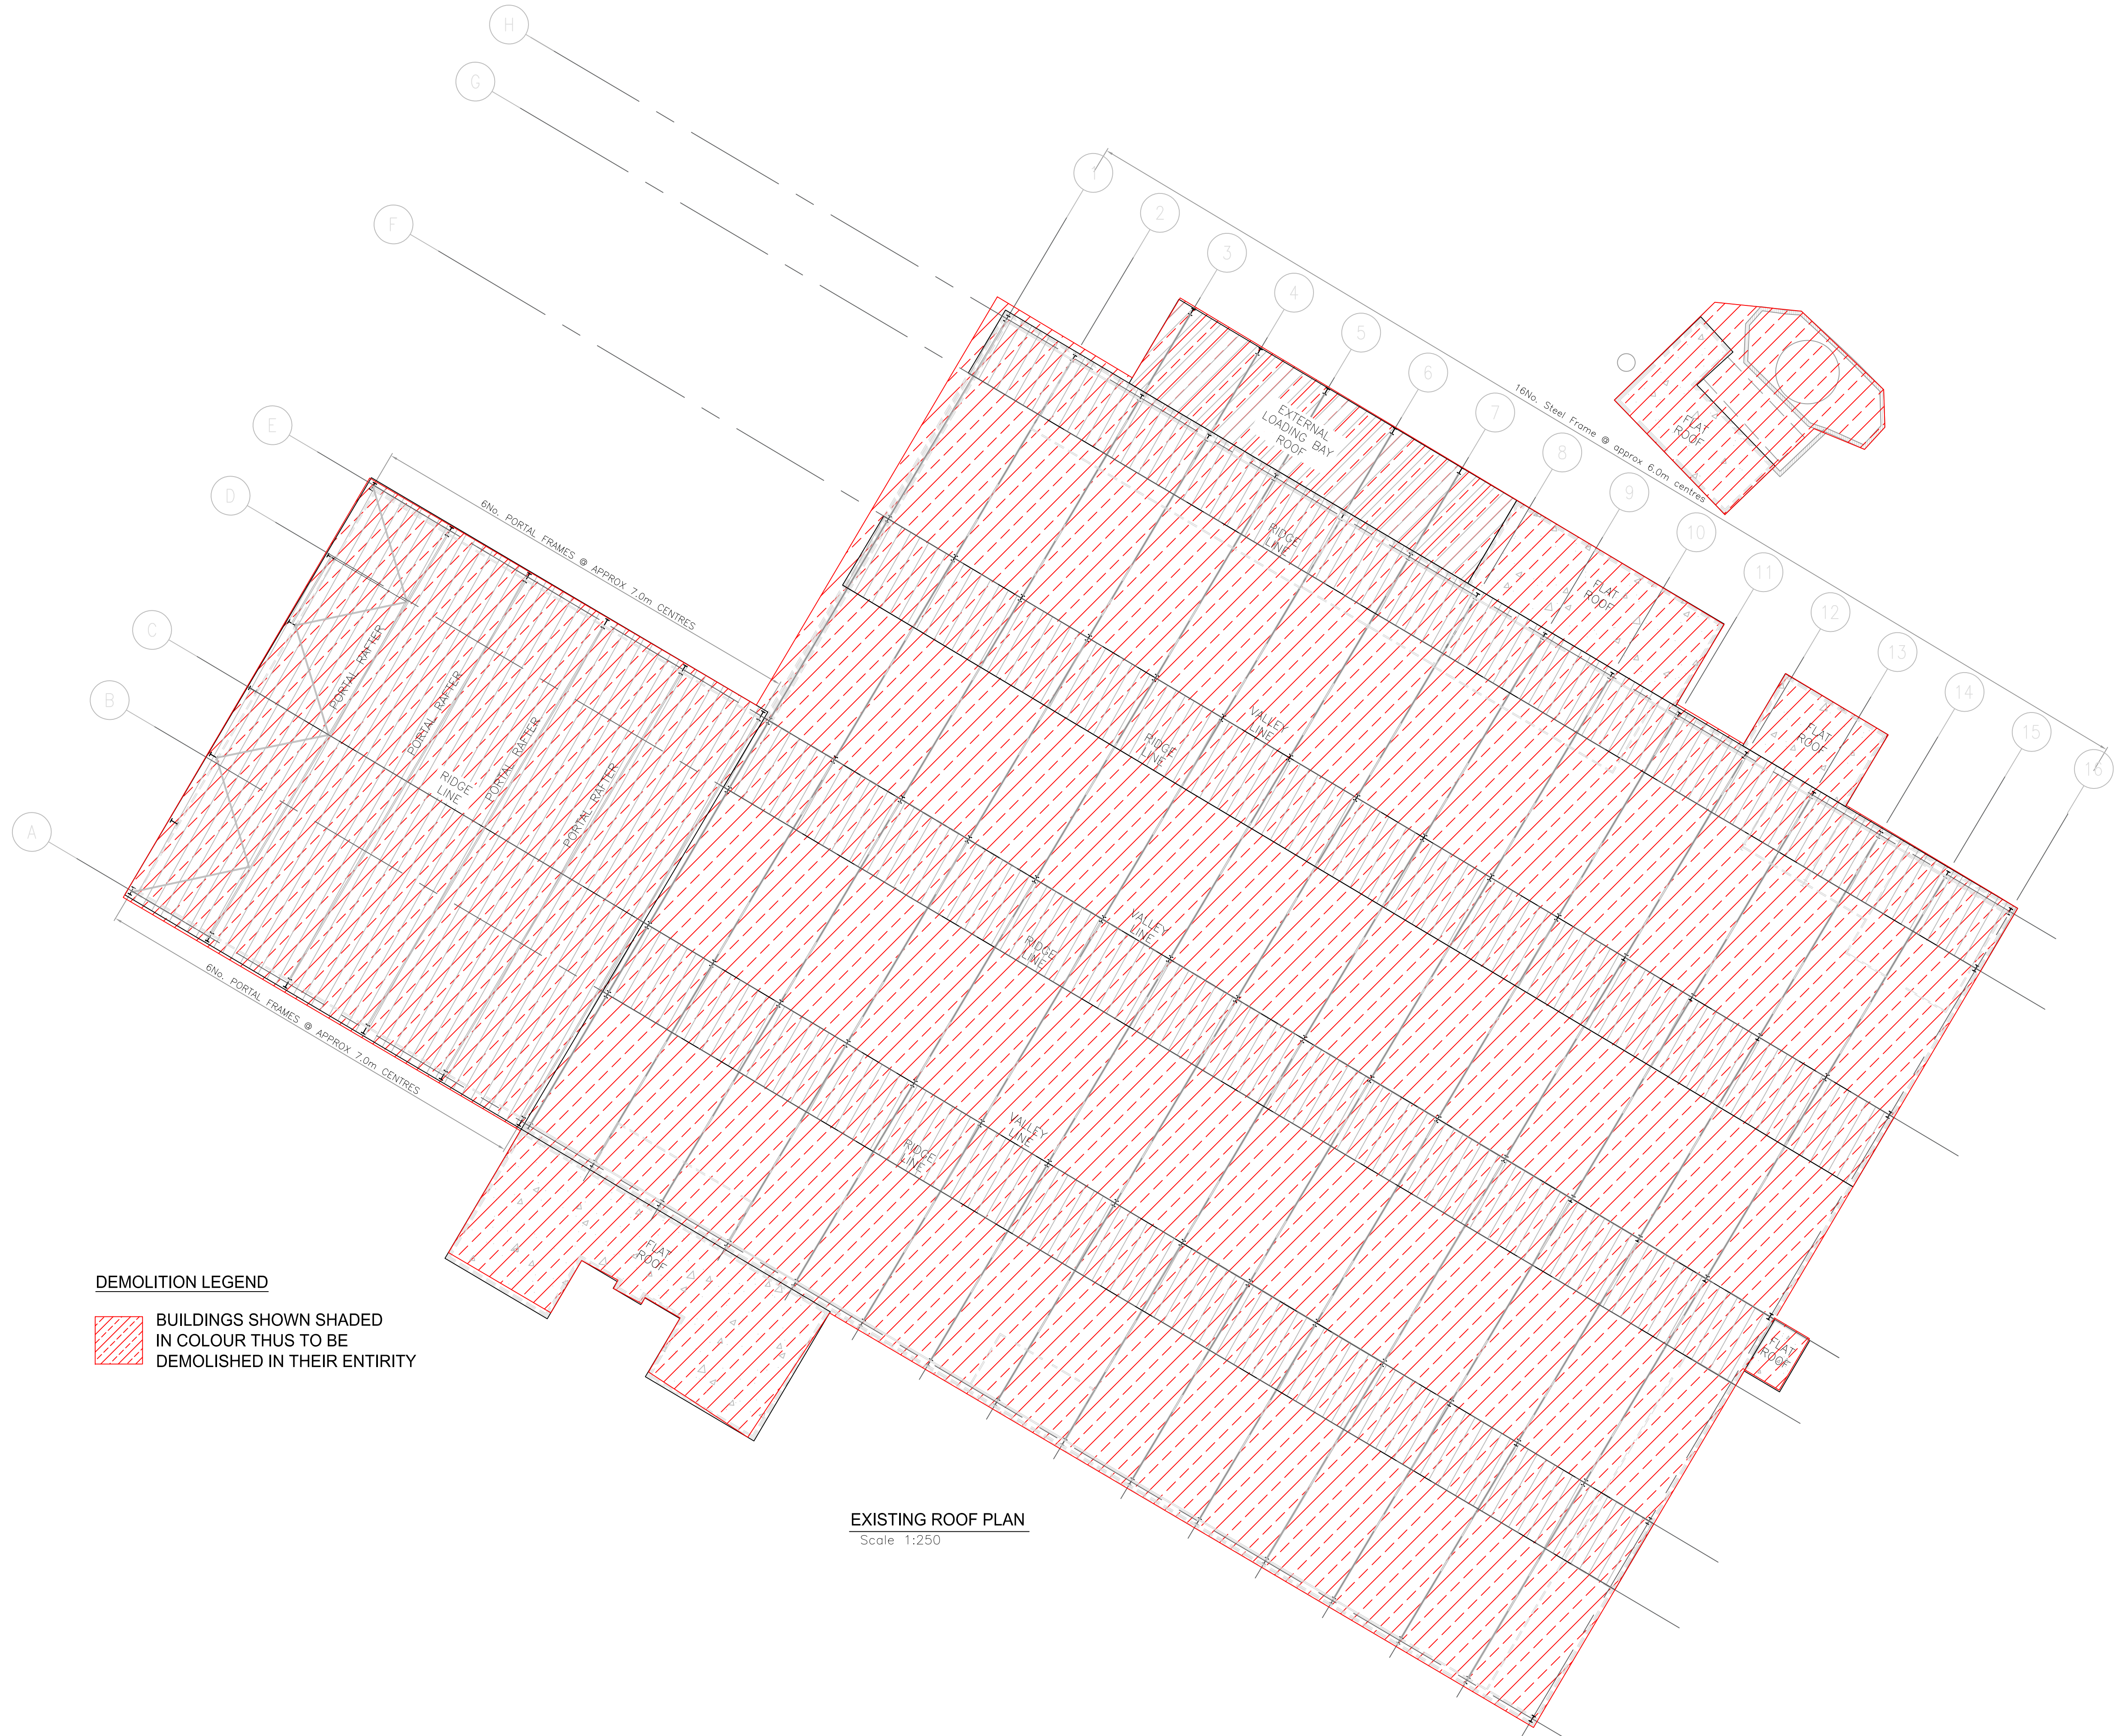 H
G
F
E
D
C
B
A
1
2
3
4
5
6
7
8
9
10
11
12
13
14
15
16
16No. Steel Frame @ approx 6.0m centres
6No. PORTAL FRAMES @ APPROX 7.0m CENTRES
EXTERNAL
LOADING BAY
ROOF
FLAT
ROOF
FLAT
ROOF
FLAT
ROOF
RIDGE
LINE
VALLEY
LINE
RIDGE
LINE
PORTAL RAFTER
PORTAL RAFTER
PORTAL RAFTER
PORTAL RAFTER
RIDGE
LINE
VALLEY
LINE
RIDGE
LINE
VALLEY
LINE
RIDGE
LINE
6No. PORTAL FRAMES @ APPROX 7.0m CENTRES
FLAT
ROOF
FLAT
ROOF
DEMOLITION LEGEND
BUILDINGS SHOWN SHADED
IN COLOUR THUS TO BE
DEMOLISHED IN THEIR ENTIRITY
EXISTING ROOF PLAN
Scale 1:250